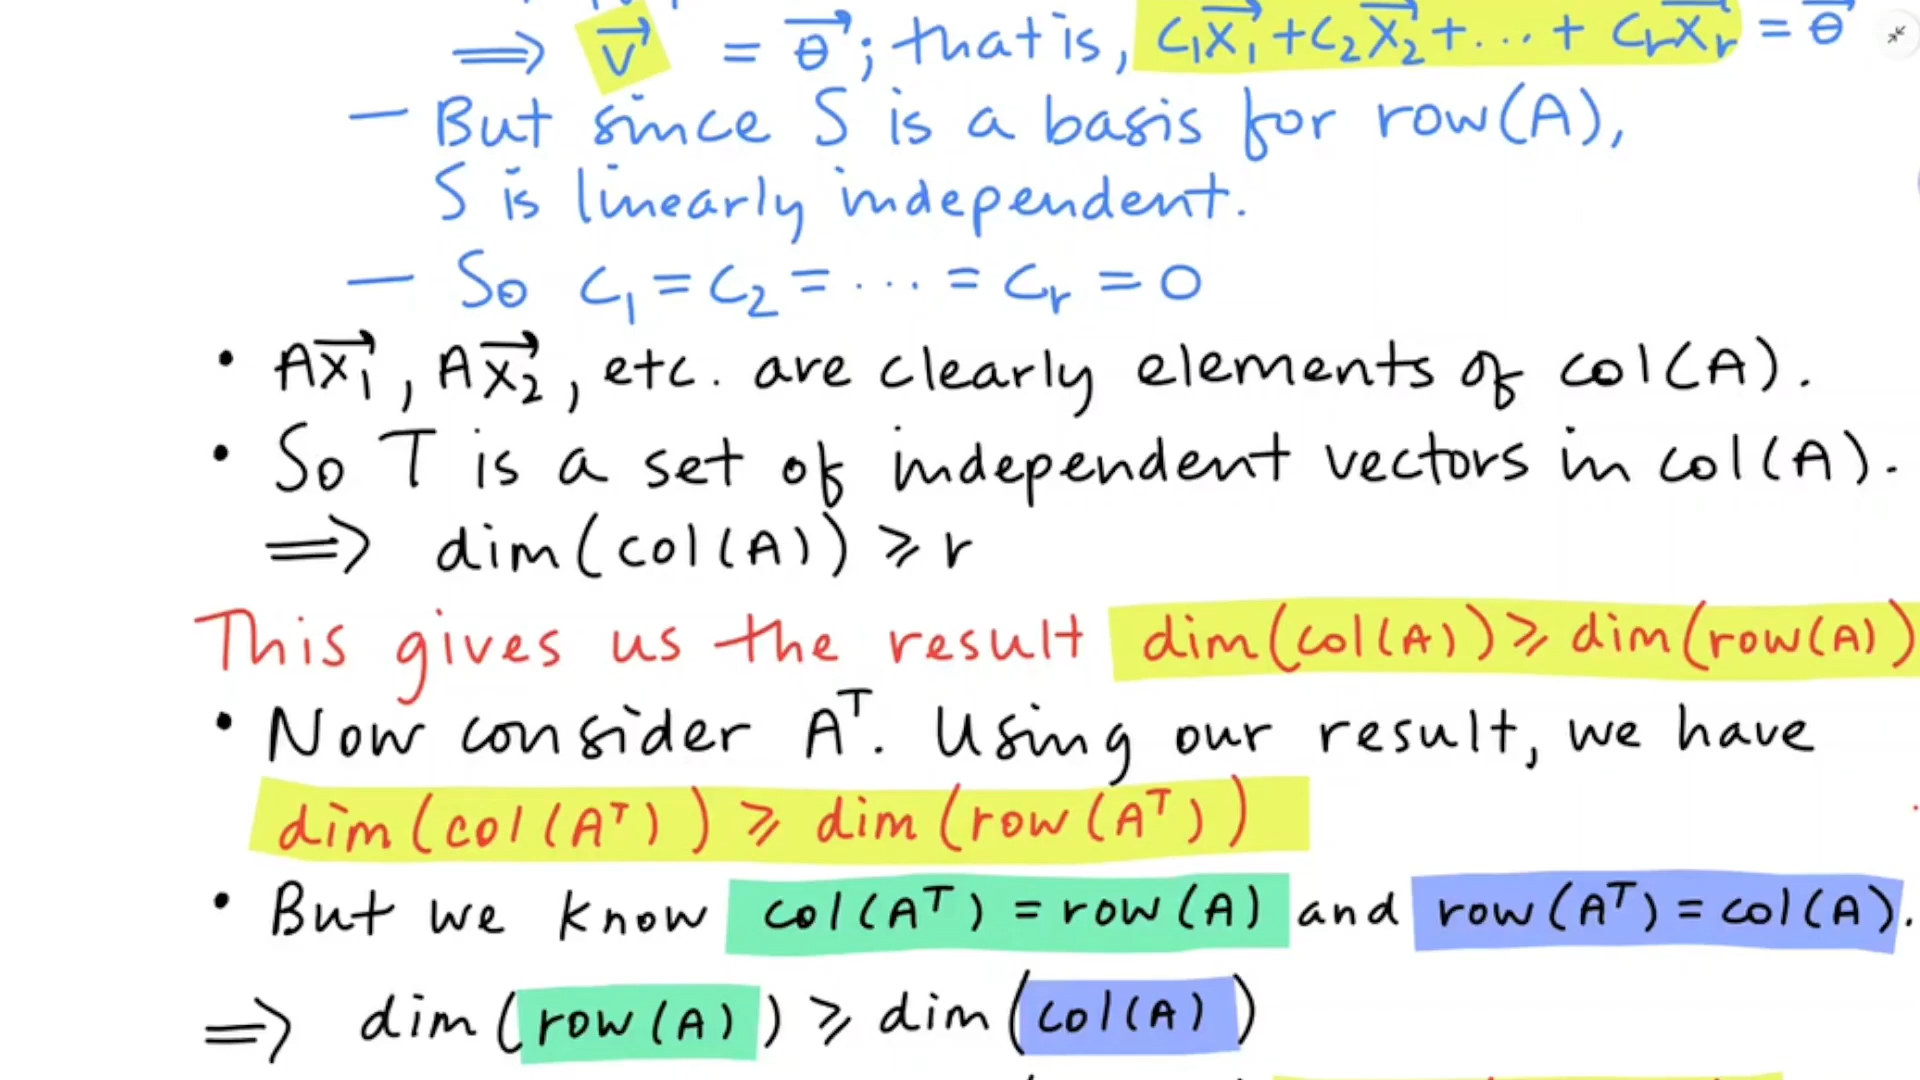 ⟹ v⃗ = θ⃗; that is, c₁x⃗₁ + c₂x⃗₂ + ... + cᵣx⃗ᵣ = θ⃗
— But since S is a basis for row(A),
S is linearly independent.
— So c₁ = c₂ = ... = cᵣ = 0
• Ax⃗₁, Ax⃗₂, etc. are clearly elements of col(A).
• So T is a set of independent vectors in col(A).
⟹ dim(col(A)) ⩾ r
This gives us the result dim(col(A)) ⩾ dim(row(A))
• Now consider Aᵀ. Using our result, we have
dim(col(Aᵀ)) ⩾ dim(row(Aᵀ))
• But we know col(Aᵀ) = row(A) and row(Aᵀ) = col(A).
⟹ dim(row(A)) ⩾ dim(col(A))